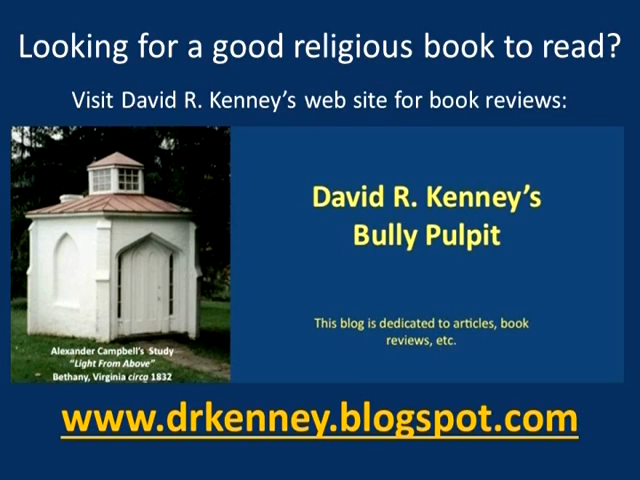 Looking for a good religious book to read?
Visit David R. Kenney’s web site for book reviews:
David R. Kenney’s
Bully Pulpit
This blog is dedicated to articles, book
reviews, etc.
Alexander Campbell’s Study
“Light From Above”
Bethany, Virginia circa 1832
www.drkenney.blogspot.com